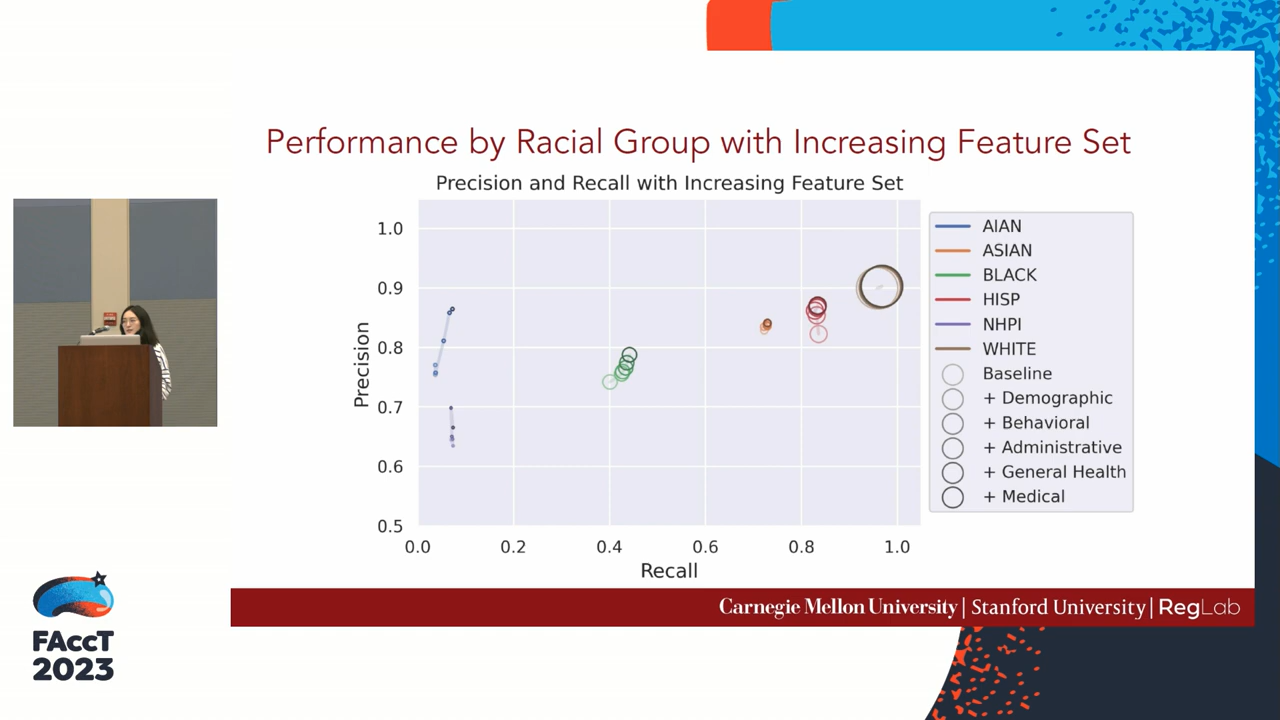 Performance by Racial Group with Increasing Feature Set
Precision and Recall with Increasing Feature Set
Precision
1.0
0.9
0.8
0.7
0.6
0.5
0.0 0.2 0.4 0.6 0.8 1.0
Recall
AIAN
ASIAN
BLACK
HISP
NHPI
WHITE
Baseline
+ Demographic
+ Behavioral
+ Administrative
+ General Health
+ Medical
Carnegie Mellon University | Stanford University | RegLab
FAccT
2023